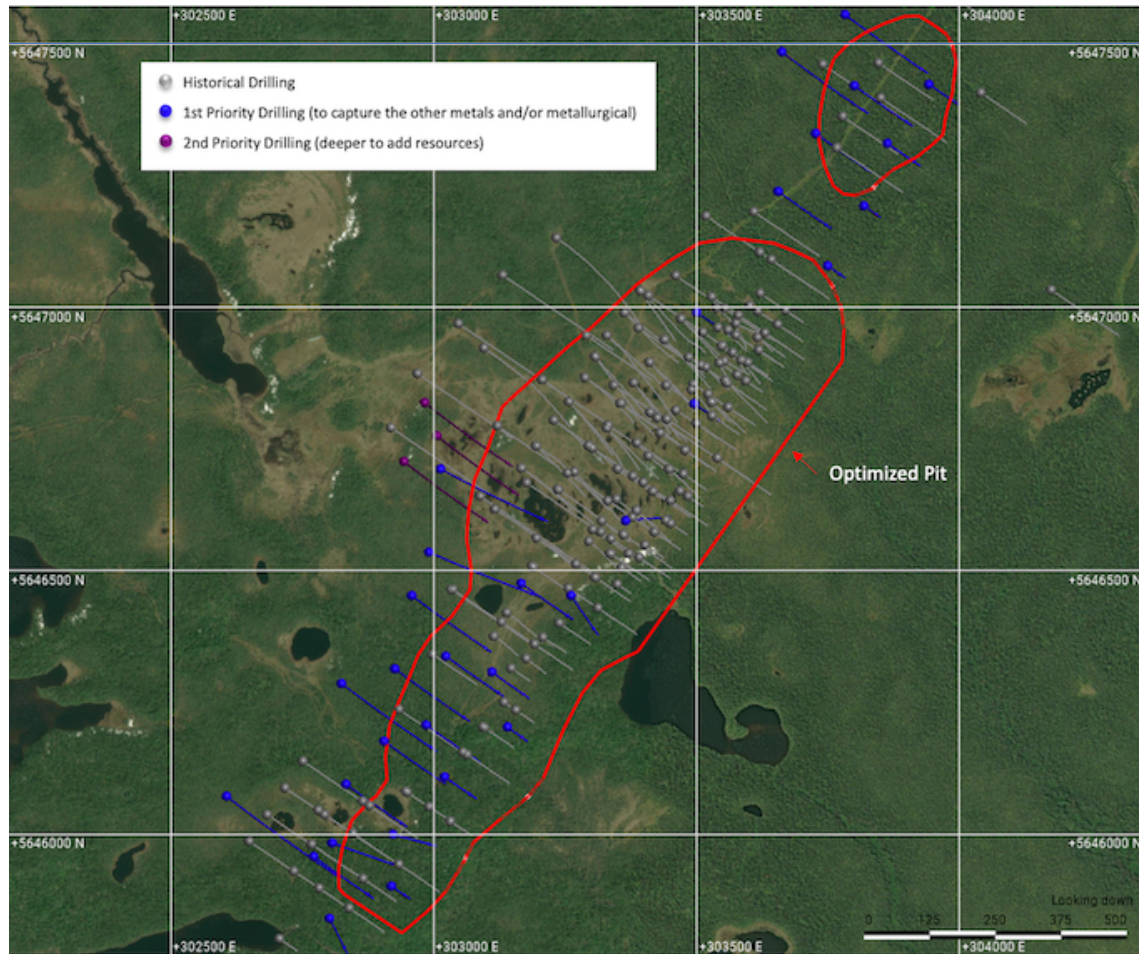 +302500 E
+303000 E
+303500 E
+304000 E
+5647500 N
+5647500 N
Historical Drilling
1st Priority Drilling (to capture the other metals and/or metallurgical)
2nd Priority Drilling (deeper to add resources)
+5647000 N
+5647000 N
Optimized Pit
+5646500 N
+5646500 N
+5646000 N
+5646000 N
Looking down
0 125 250 375 500
+302500 E
+303000 E
+303500 E
+304000 E